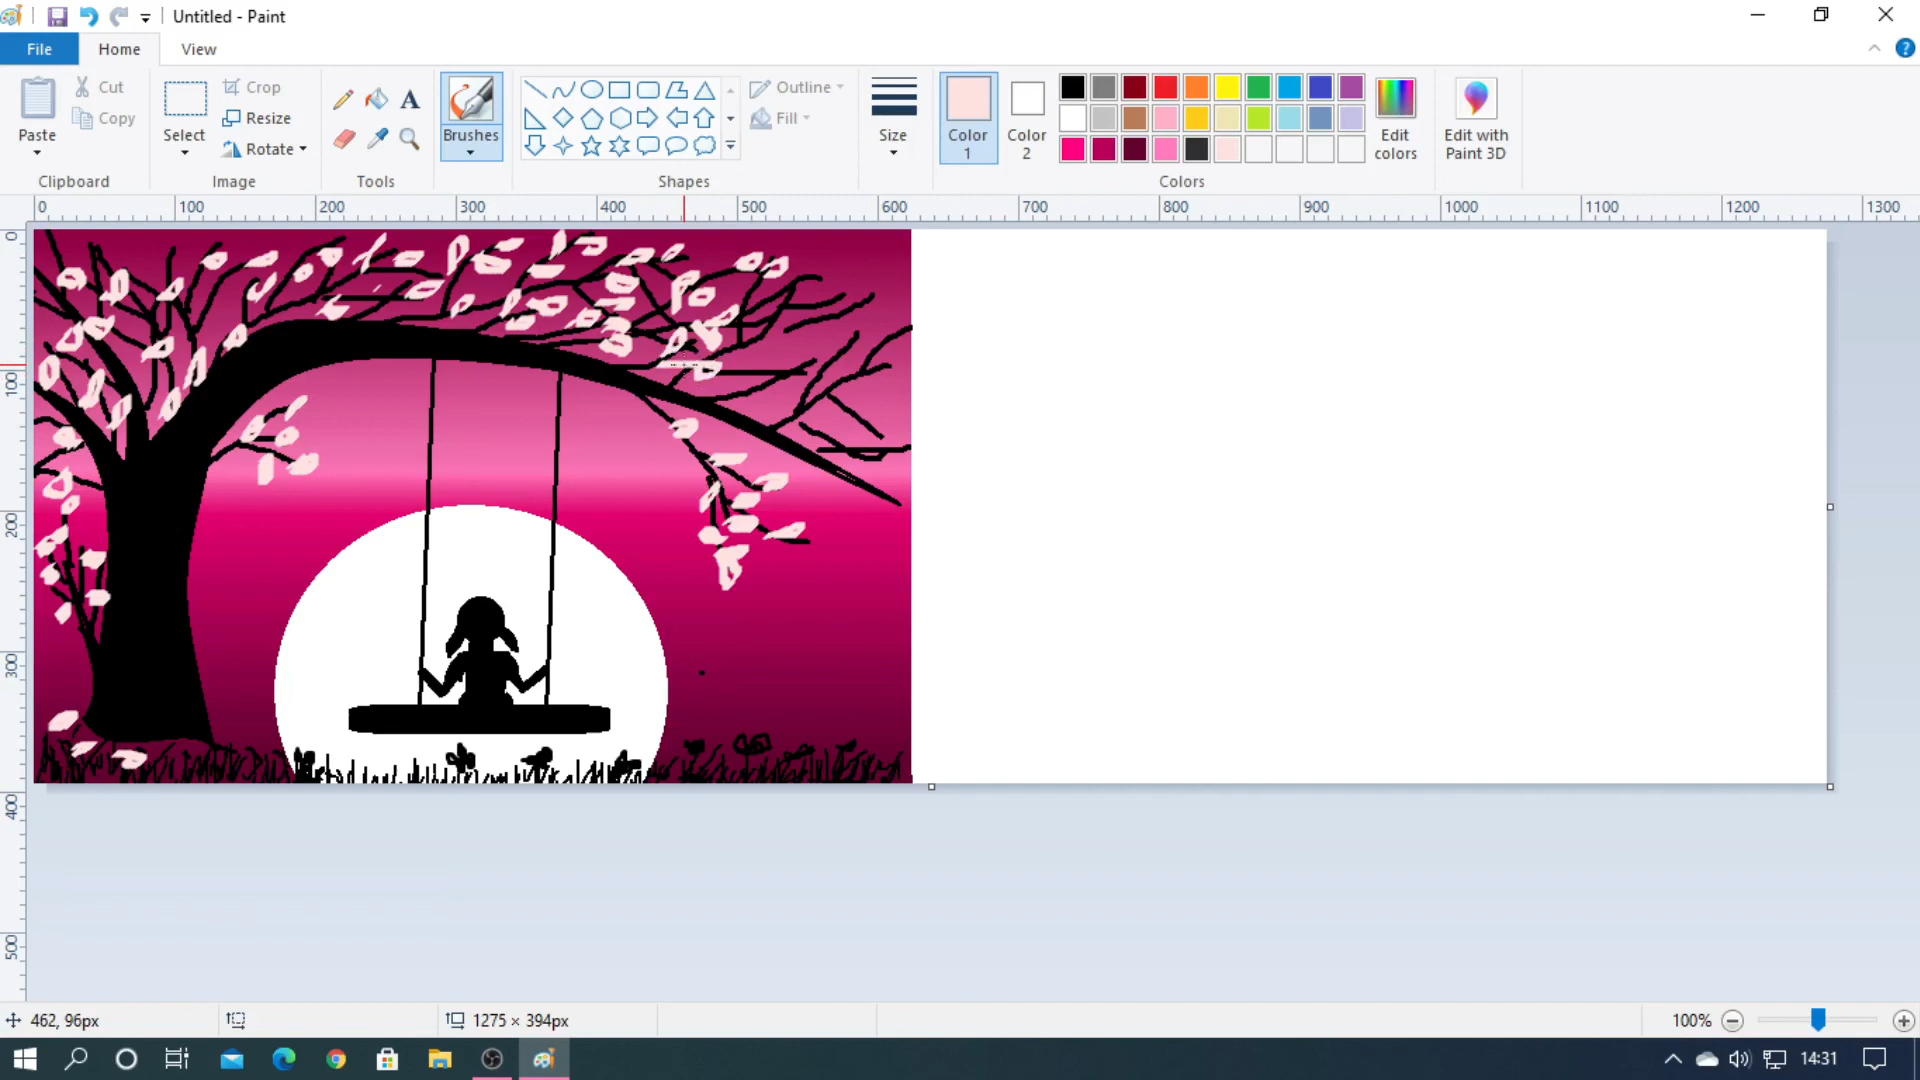 Untitled - Paint
File Home View
Paste Cut Copy
Select Crop Resize Rotate
Brushes
Outline Fill
Size
Color 1 Color 2
Edit colors
Edit with Paint 3D
Clipboard Image Tools Shapes Colors
0 100 200 300 400 500 600 700 800 900 1000 1100 1200 1300
0
100
200
300
400
500
462, 96px 1275 × 394px 100%
14:31